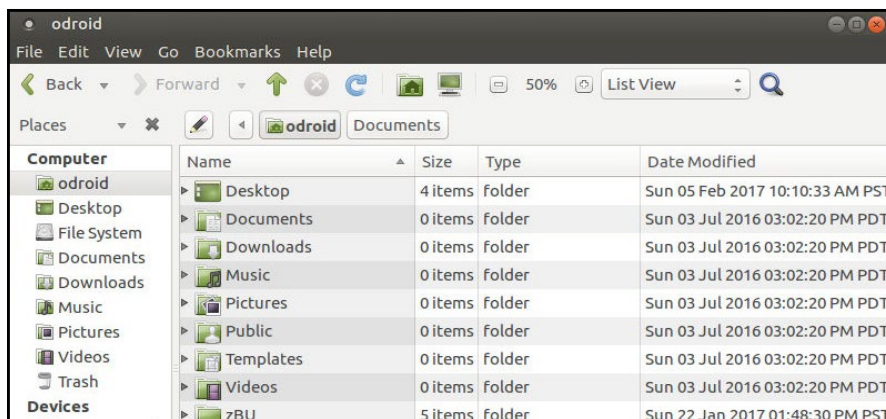 odroid
File Edit View Go Bookmarks Help
Back Forward 50% List View
Places odroid Documents
Computer Name Size Type Date Modified
odroid Desktop 4 items folder Sun 05 Feb 2017 10:10:33 AM PST
Desktop Documents 0 items folder Sun 03 Jul 2016 03:02:20 PM PDT
File System Downloads 0 items folder Sun 03 Jul 2016 03:02:20 PM PDT
Documents Music 0 items folder Sun 03 Jul 2016 03:02:20 PM PDT
Downloads Pictures 0 items folder Sun 03 Jul 2016 03:02:20 PM PDT
Music Public 0 items folder Sun 03 Jul 2016 03:02:20 PM PDT
Pictures Templates 0 items folder Sun 03 Jul 2016 03:02:20 PM PDT
Videos Videos 0 items folder Sun 03 Jul 2016 03:02:20 PM PDT
Trash
Devices zBU 5 items folder Sun 22 Jan 2017 01:48:30 PM PST